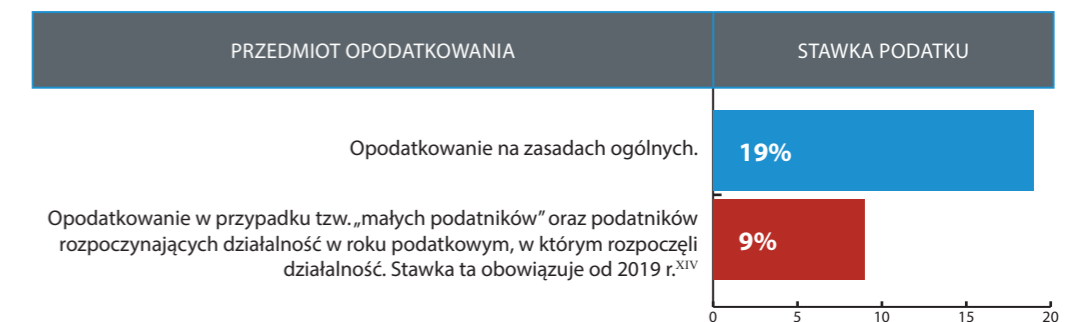 PRZEDMIOT OPODATKOWANIA
STAWKA PODATKU
Opodatkowanie na zasadach ogólnych.
19%
Opodatkowanie w przypadku tzw. „małych podatników” oraz podatników
rozpoczynających działalność w roku podatkowym, w którym rozpoczęli
działalność. Stawka ta obowiązuje od 2019 r.XIV
9%
0 5 10 15 20